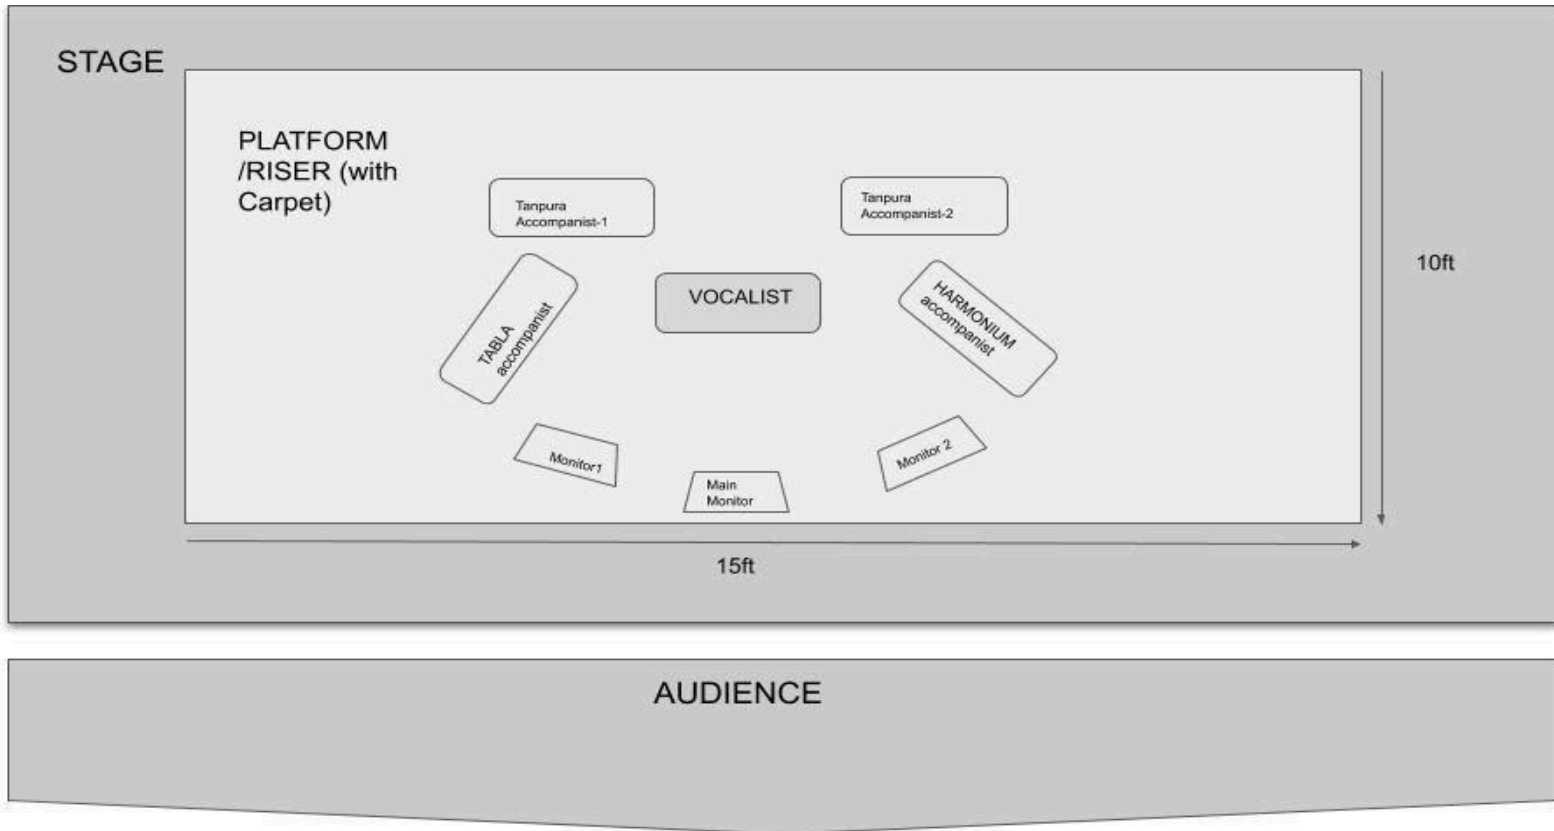 STAGE
PLATFORM
/RISER (with
Carpet)
Tanpura
Accompanist-1
Tanpura
Accompanist-2
VOCALIST
TABLA
accompanist
HARMONIUM
accompanist
10ft
Monitor1
Monitor 2
Main
Monitor
15ft
AUDIENCE